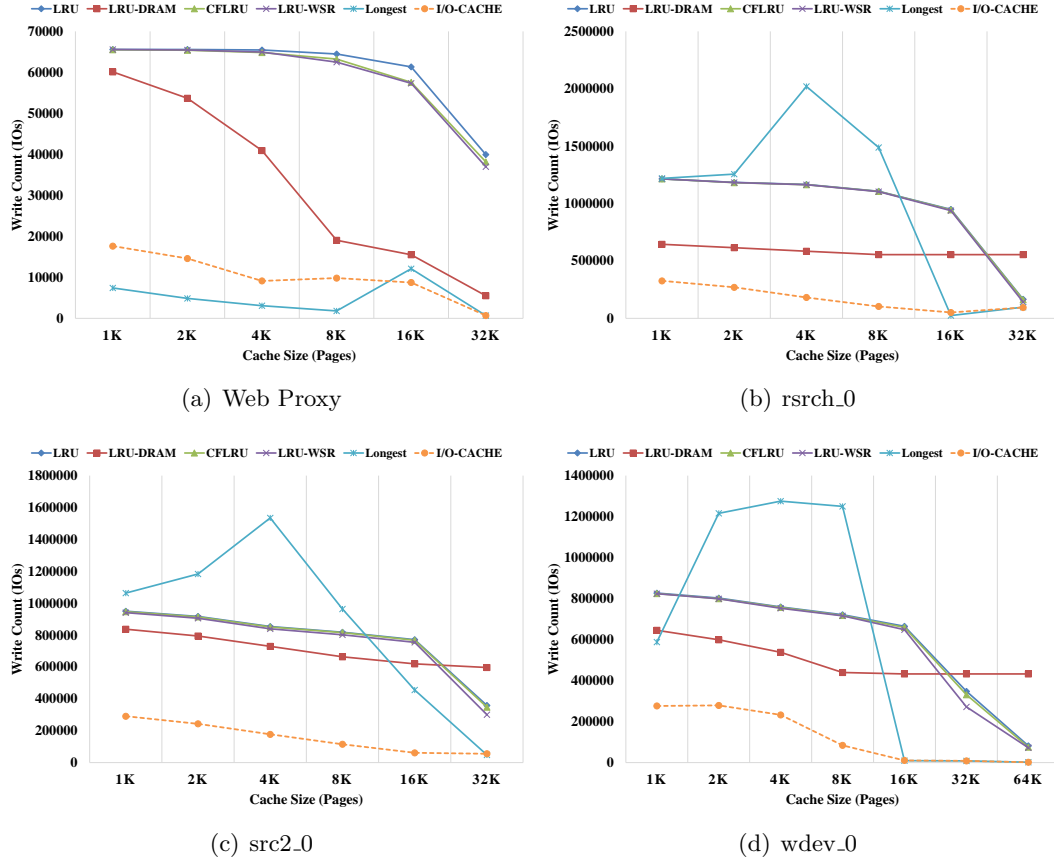 LRU LRU-DRAM CFLRU LRU-WSR Longest I/O-CACHE
70000
60000
50000
40000
30000
20000
10000
0
Write Count (IOs)
1K 2K 4K 8K 16K 32K
Cache Size (Pages)
(a) Web Proxy
LRU LRU-DRAM CFLRU LRU-WSR Longest I/O-CACHE
2500000
2000000
1500000
1000000
500000
0
Write Count (IOs)
1K 2K 4K 8K 16K 32K
Cache Size (Pages)
(b) rsrch_0
LRU LRU-DRAM CFLRU LRU-WSR Longest I/O-CACHE
1800000
1600000
1400000
1200000
1000000
800000
600000
400000
200000
0
Write Count (IOs)
1K 2K 4K 8K 16K 32K
Cache Size (Pages)
(c) src2_0
LRU LRU-DRAM CFLRU LRU-WSR Longest I/O-CACHE
1400000
1200000
1000000
800000
600000
400000
200000
0
Write Count (IOs)
1K 2K 4K 8K 16K 32K 64K
Cache Size (Pages)
(d) wdev_0